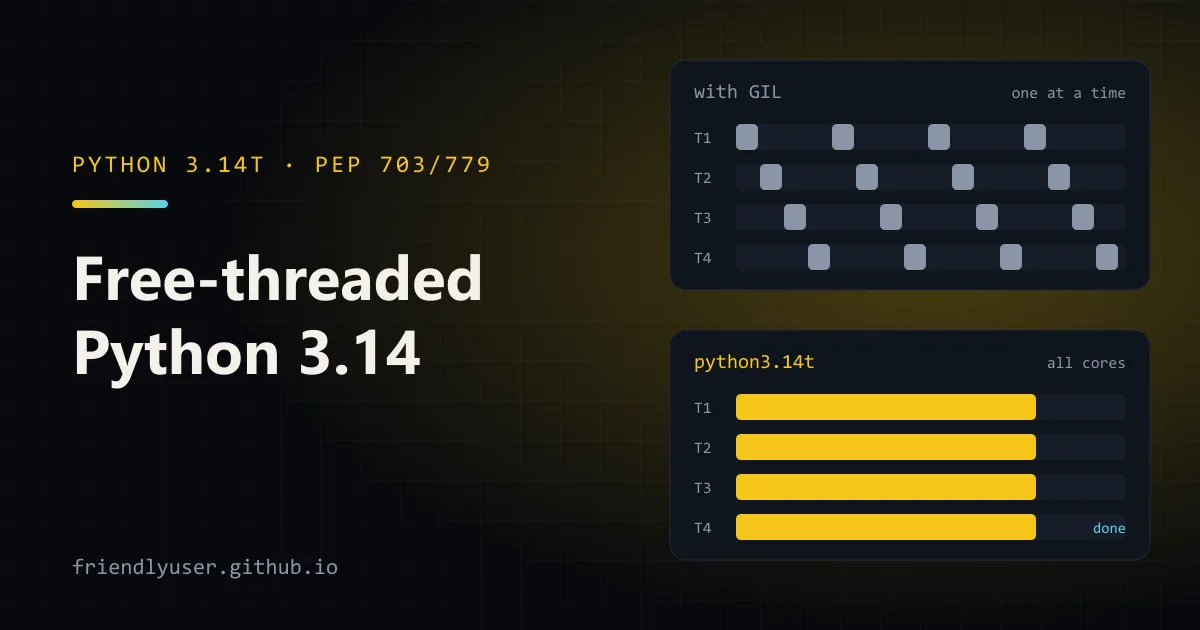 PYTHON 3.14T · PEP 703/779
Free-threaded
Python 3.14
friendlyuser.github.io
with GIL one at a time
T1
T2
T3
T4
python3.14t all cores
T1
T2
T3
T4 done